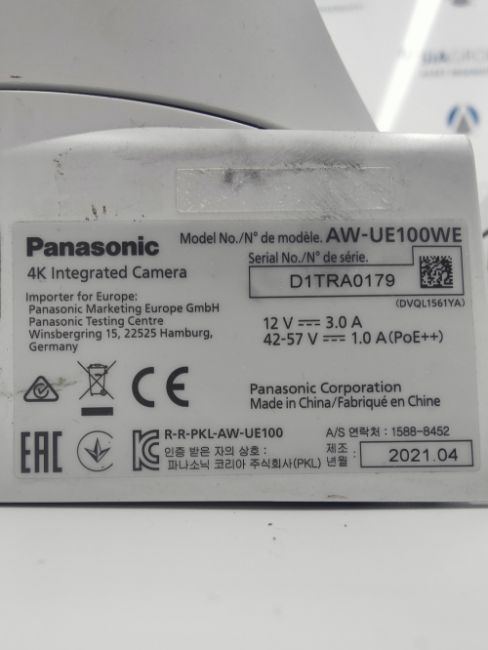 Panasonic
Model No./N° de modèle. AW-UE100WE
4K Integrated Camera
Serial No./N° de série.
D1TRA0179
(DVQL1561YA)
Importer for Europe:
Panasonic Marketing Europe GmbH
Panasonic Testing Centre
Winsbergring 15, 22525 Hamburg,
Germany
12 V ⎓ 3.0 A
42-57 V ⎓ 1.0 A(PoE++)
CE
Panasonic Corporation
Made in China/Fabriqué en Chine
EAC
KC
R-R-PKL-AW-UE100
인증 받은 자의 상호 :
파나소닉 코리아 주식회사(PKL)
A/S 연락처 : 1588-8452
제조
년월 :
2021.04